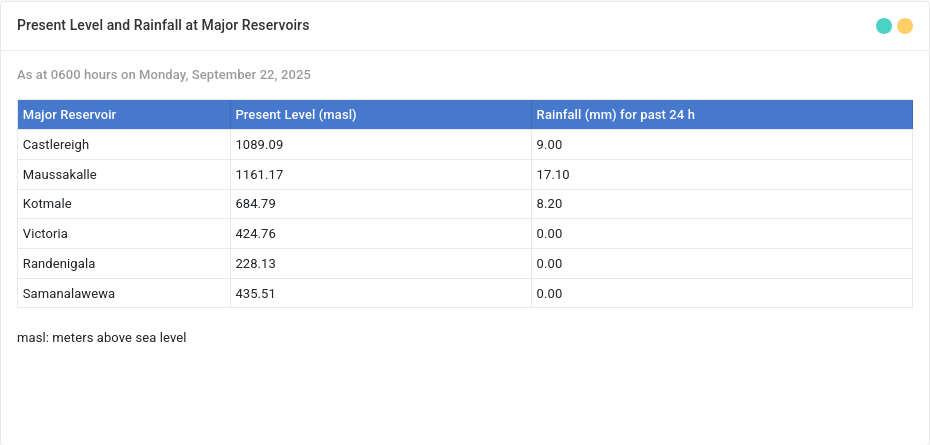 Present Level and Rainfall at Major Reservoirs
As at 0600 hours on Monday, September 22, 2025
Major Reservoir Present Level (masl) Rainfall (mm) for past 24 h
Castlereigh 1089.09 9.00
Maussakalle 1161.17 17.10
Kotmale 684.79 8.20
Victoria 424.76 0.00
Randenigala 228.13 0.00
Samanalawewa 435.51 0.00
masl: meters above sea level